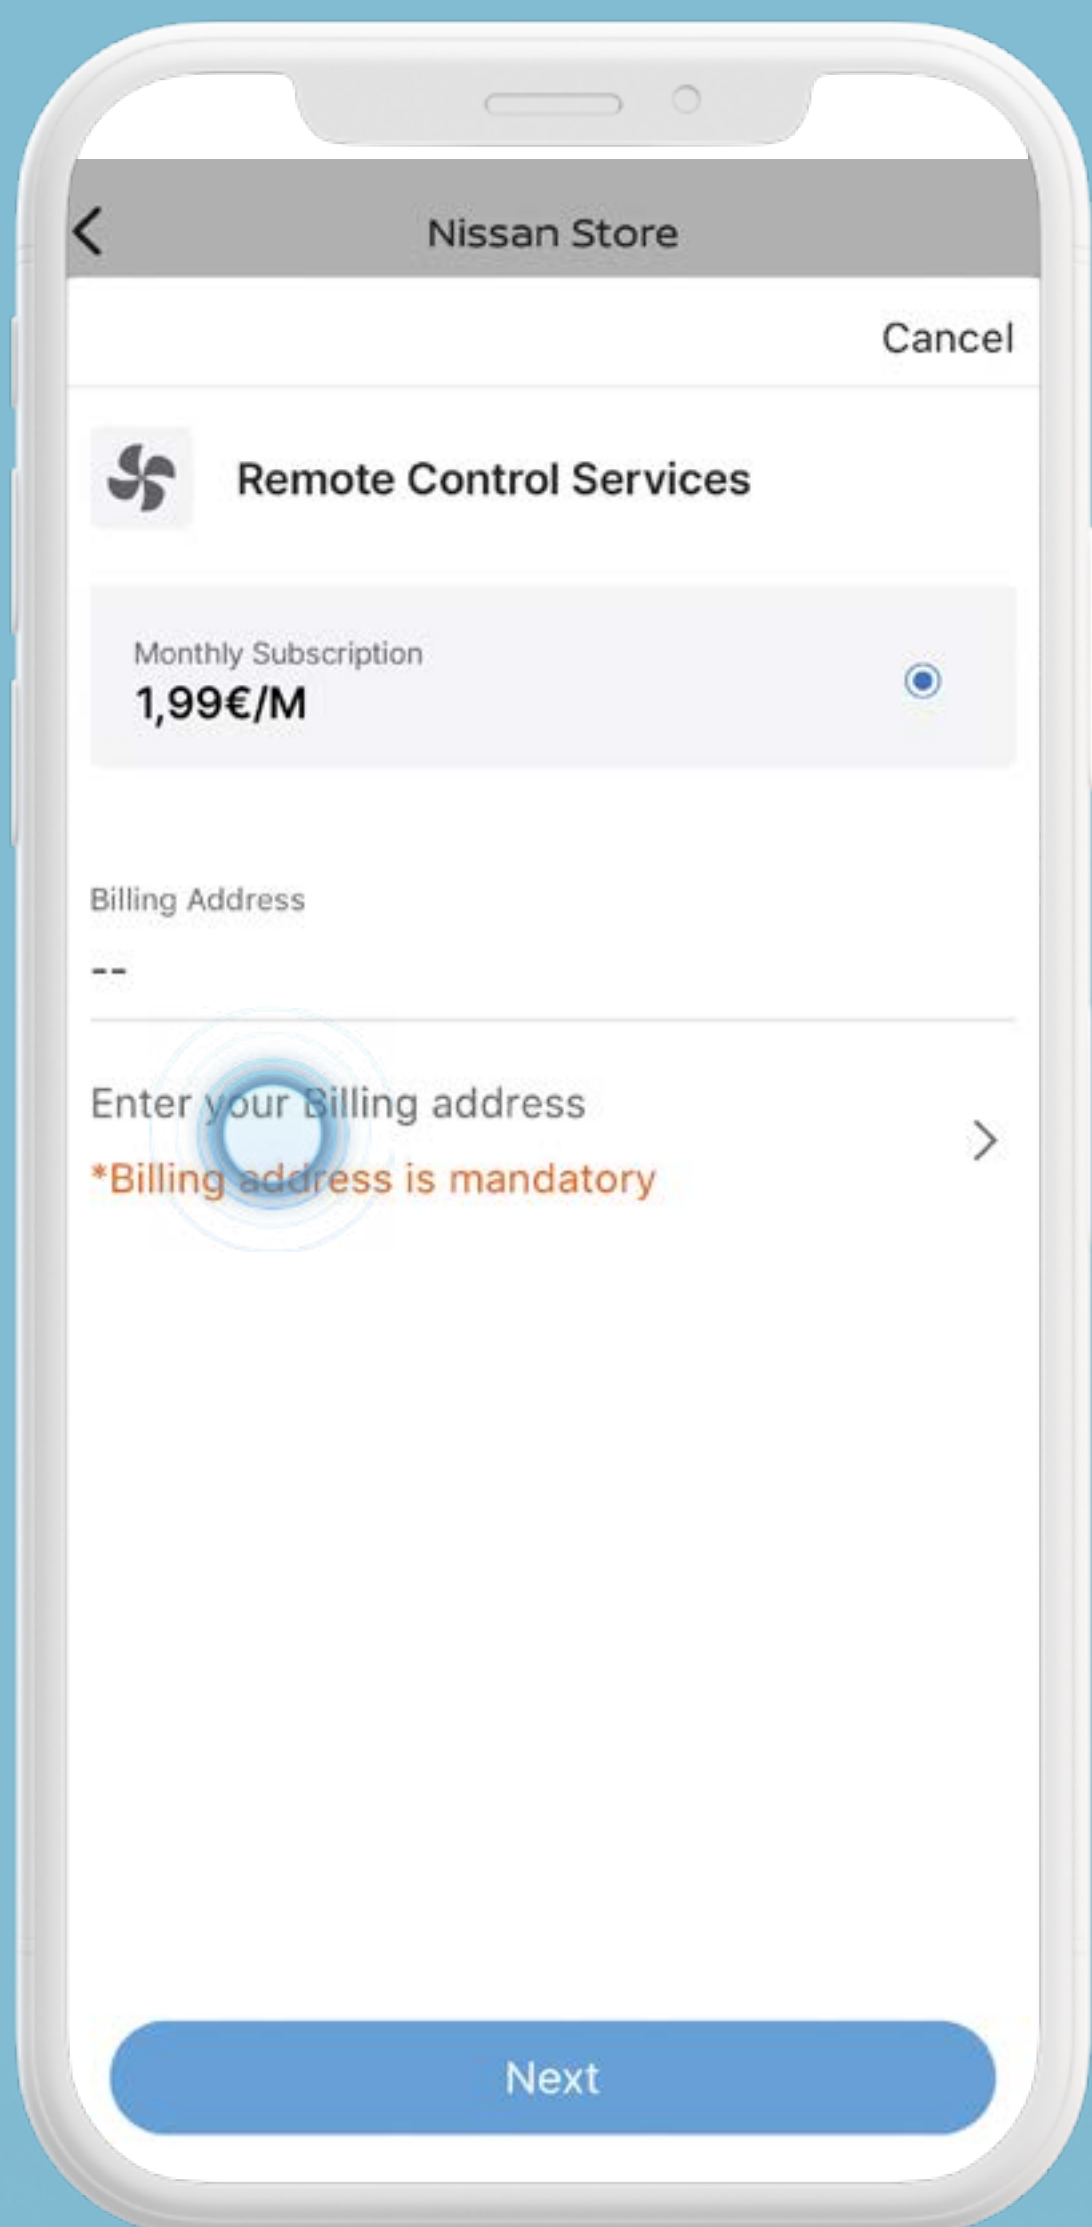 Nissan Store
Cancel
Remote Control Services
Monthly Subscription
1,99€/M
Billing Address
--
Enter your Billing address
*Billing address is mandatory
Next